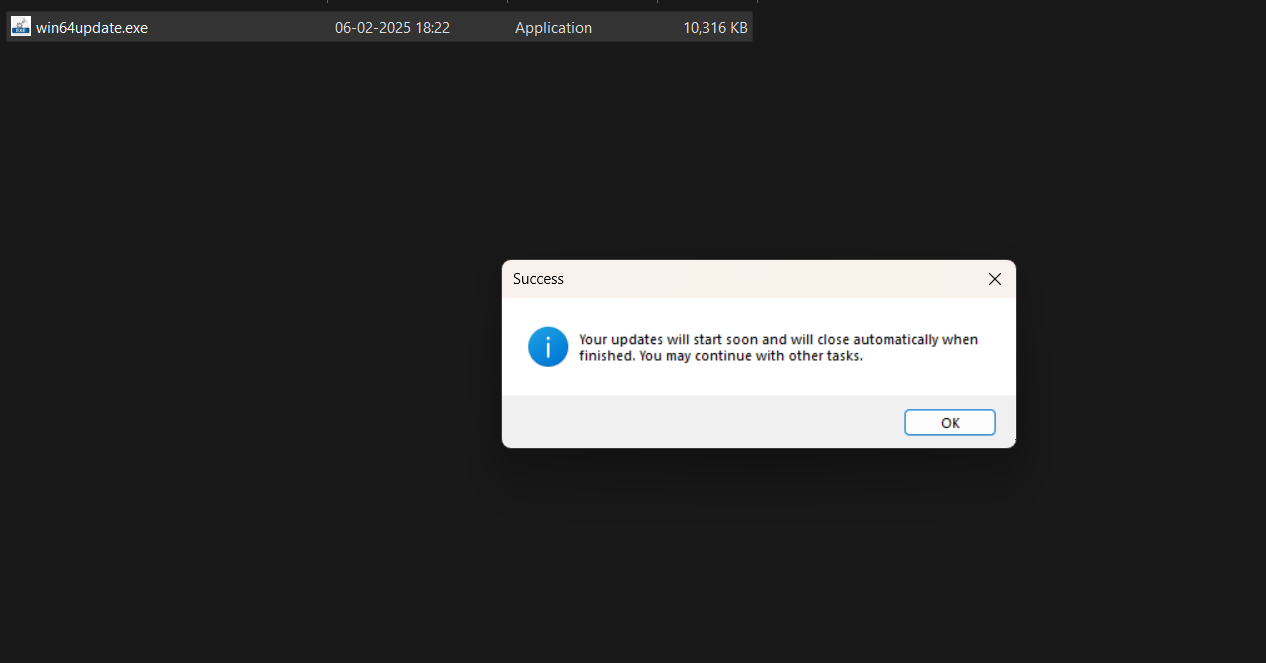 win64update.exe 06-02-2025 18:22 Application 10,316 KB
Success
Your updates will start soon and will close automatically when
finished. You may continue with other tasks.
OK